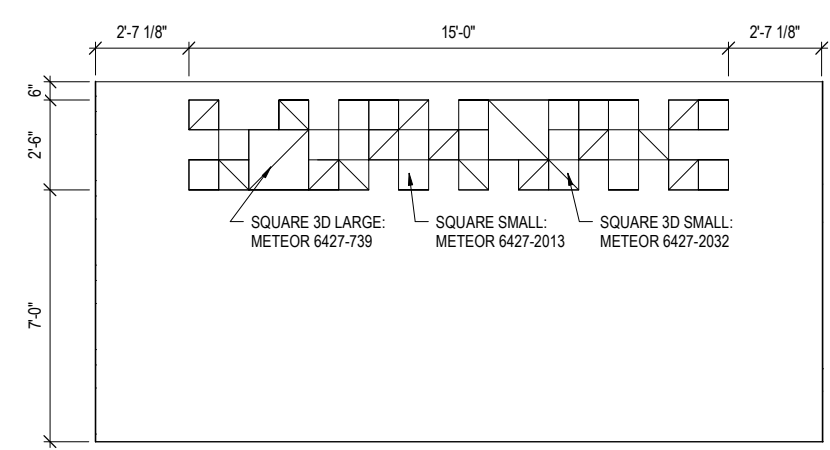 2'-7 1/8"
15'-0"
2'-7 1/8"
6"
2'-6"
7'-0"
SQUARE 3D LARGE:
METEOR 6427-739
SQUARE SMALL:
METEOR 6427-2013
SQUARE 3D SMALL:
METEOR 6427-2032